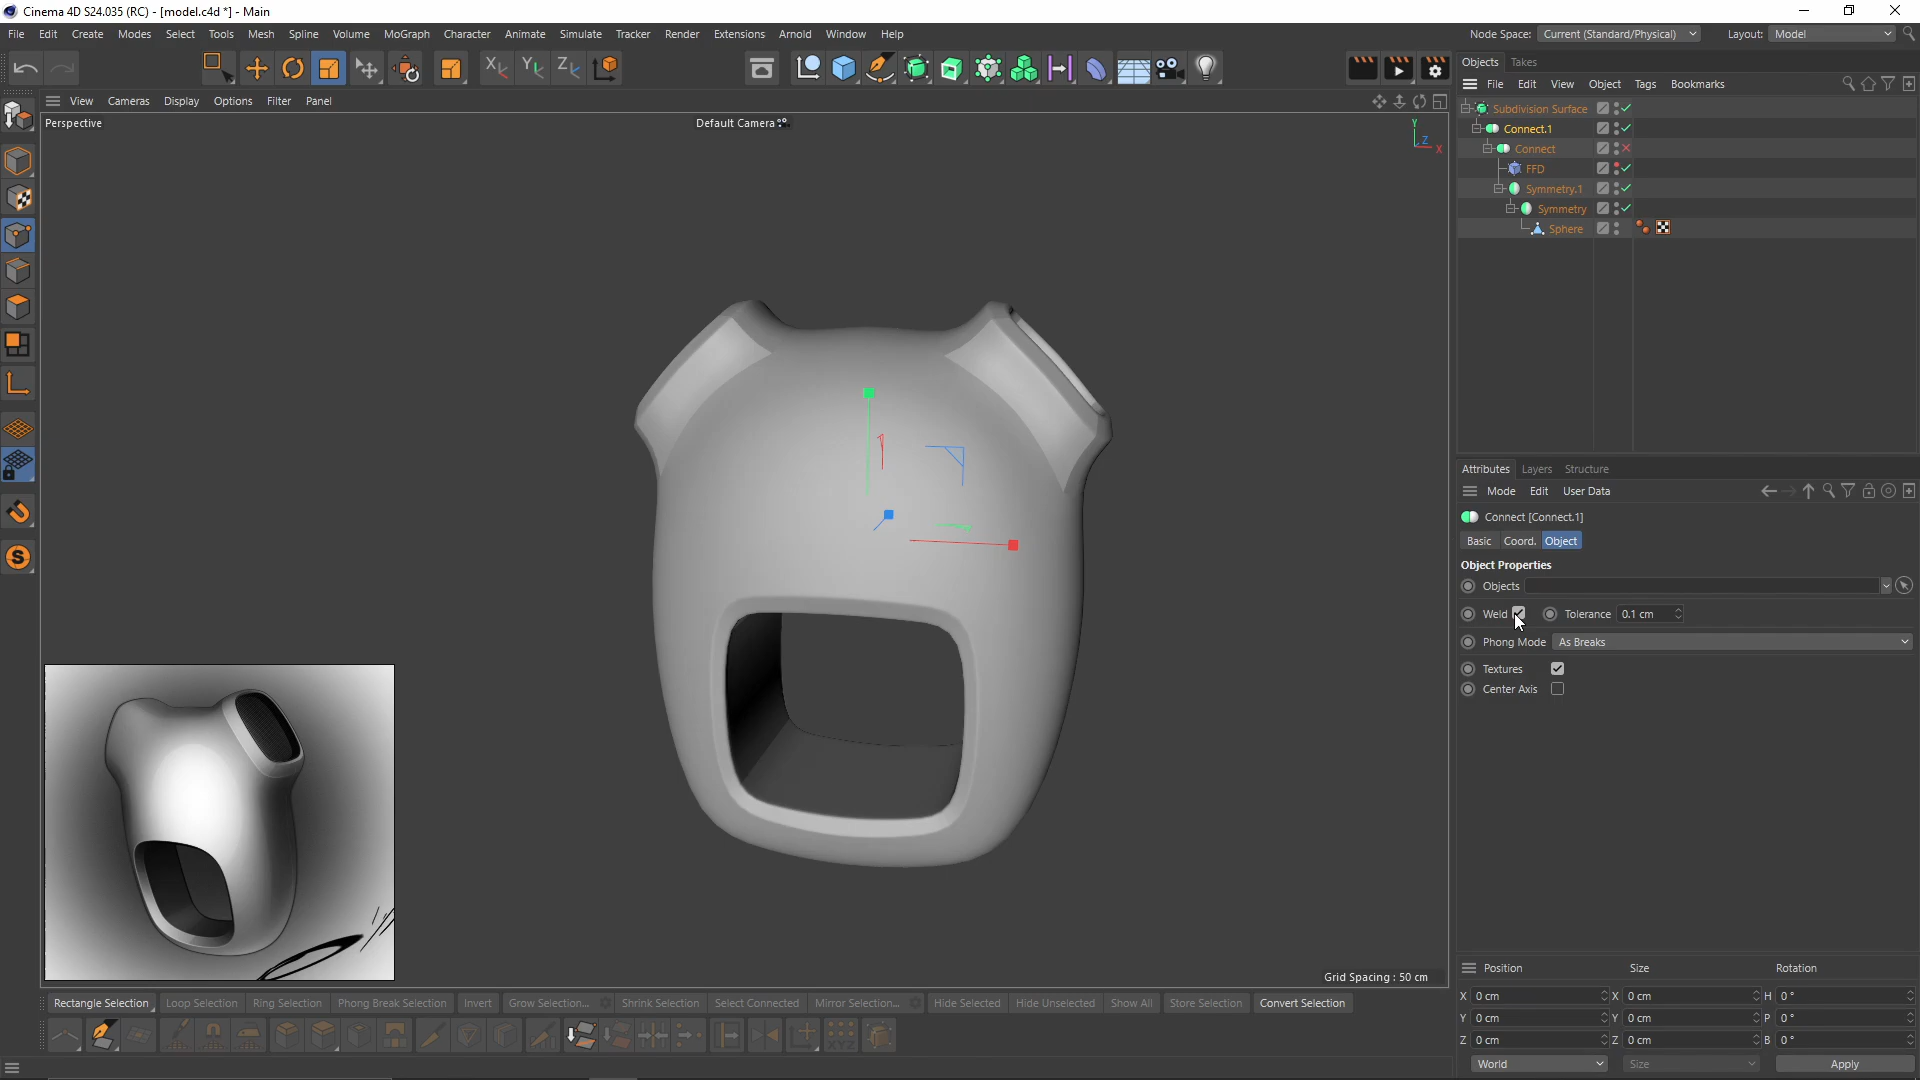 Cinema 4D S24.035 (RC) - [model.c4d *] - Main
File Edit Create Modes Select Tools Mesh Spline Volume MoGraph Character Animate Simulate Tracker Render Extensions Arnold Window Help
Node Space: Current (Standard/Physical) Layout: Model
View Cameras Display Options Filter Panel
Perspective
Default Camera
Y
Z
X
Grid Spacing : 50 cm
Objects Takes
File Edit View Object Tags Bookmarks
Subdivision Surface
Connect.1
Connect
FFD
Symmetry.1
Symmetry
Sphere
Attributes Layers Structure
Mode Edit User Data
Connect [Connect.1]
Basic Coord. Object
Object Properties
Objects
Weld Tolerance 0.1 cm
Phong Mode As Breaks
Textures
Center Axis
Position Size Rotation
X 0 cm X 0 cm H 0 °
Y 0 cm Y 0 cm P 0 °
Z 0 cm Z 0 cm B 0 °
World Size Apply
Rectangle Selection Loop Selection Ring Selection Phong Break Selection Invert Grow Selection... Shrink Selection Select Connected Mirror Selection... Hide Selected Hide Unselected Show All Store Selection Convert Selection
XYZ